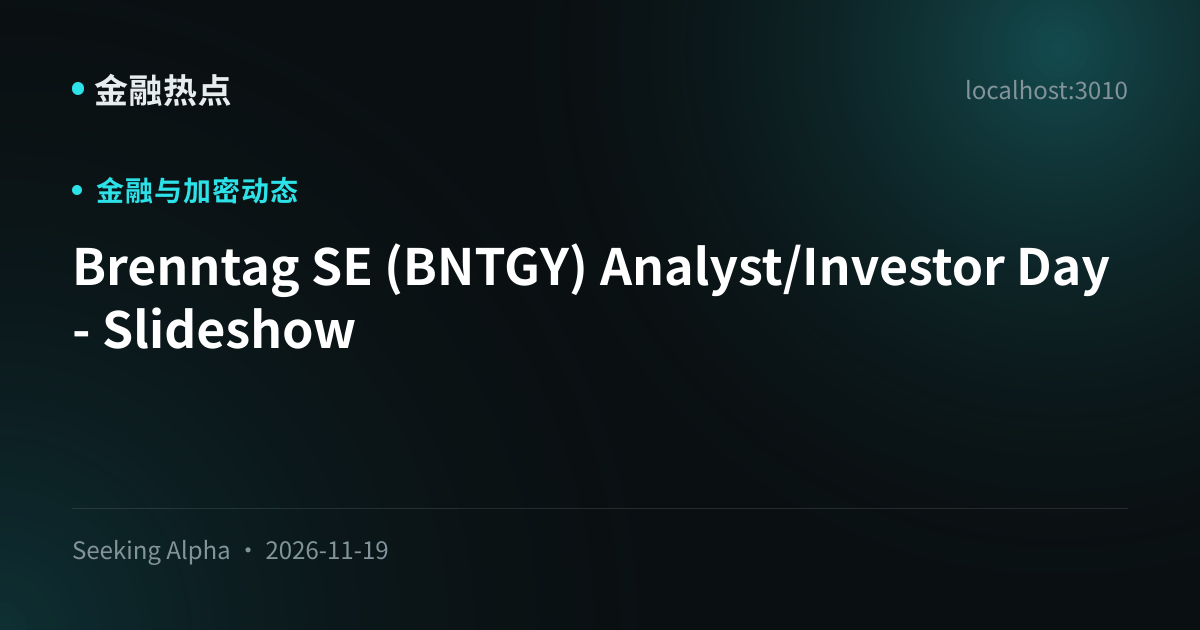 金融热点
localhost:3010
金融与加密动态
Brenntag SE (BNTGY) Analyst/Investor Day
- Slideshow
Seeking Alpha · 2026-11-19